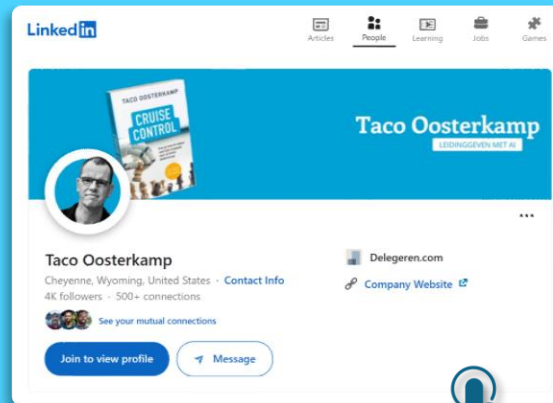 Linked in
Articles
People
Learning
Jobs
Games
TACO OOSTERKAMP
CRUISE
CONTROL
Taco Oosterkamp
LEIDINGGEVEN MET AI
Taco Oosterkamp
Cheyenne, Wyoming, United States · Contact Info
4K followers · 500+ connections
See your mutual connections
Join to view profile
Message
Delegeren.com
Company Website